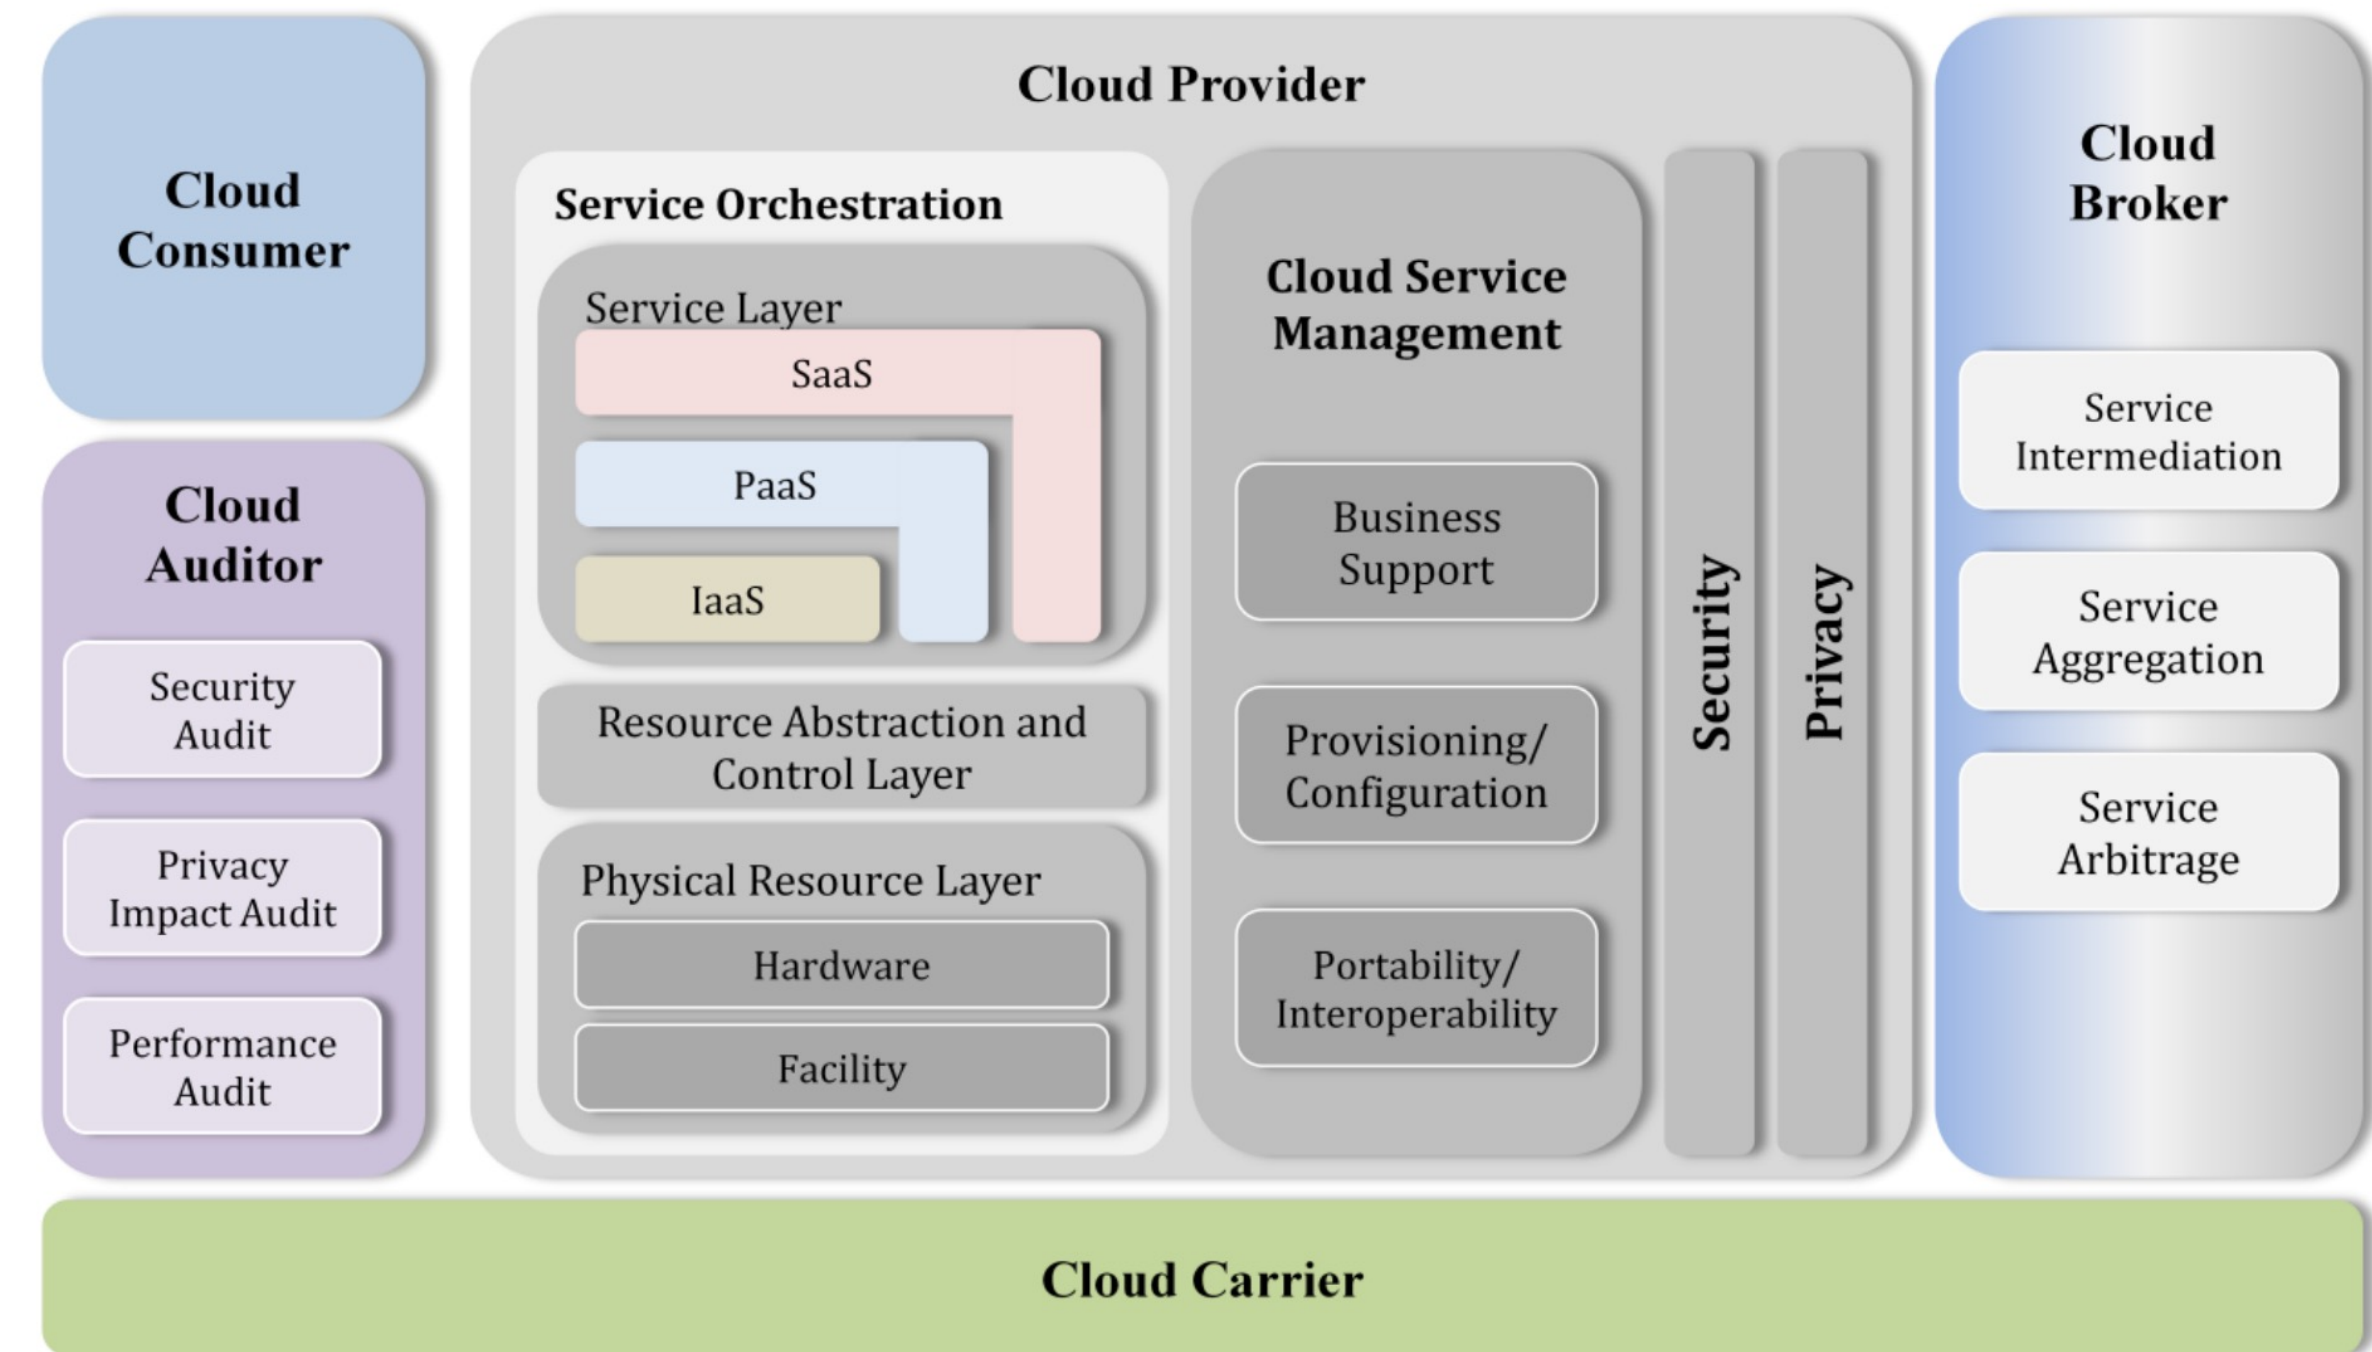 Cloud
Consumer
Cloud
Auditor
Security
Audit
Privacy
Impact Audit
Performance
Audit
Cloud Provider
Service Orchestration
Service Layer
SaaS
PaaS
IaaS
Resource Abstraction and
Control Layer
Physical Resource Layer
Hardware
Facility
Cloud Service
Management
Business
Support
Provisioning/
Configuration
Portability/
Interoperability
Security
Privacy
Cloud
Broker
Service
Intermediation
Service
Aggregation
Service
Arbitrage
Cloud Carrier